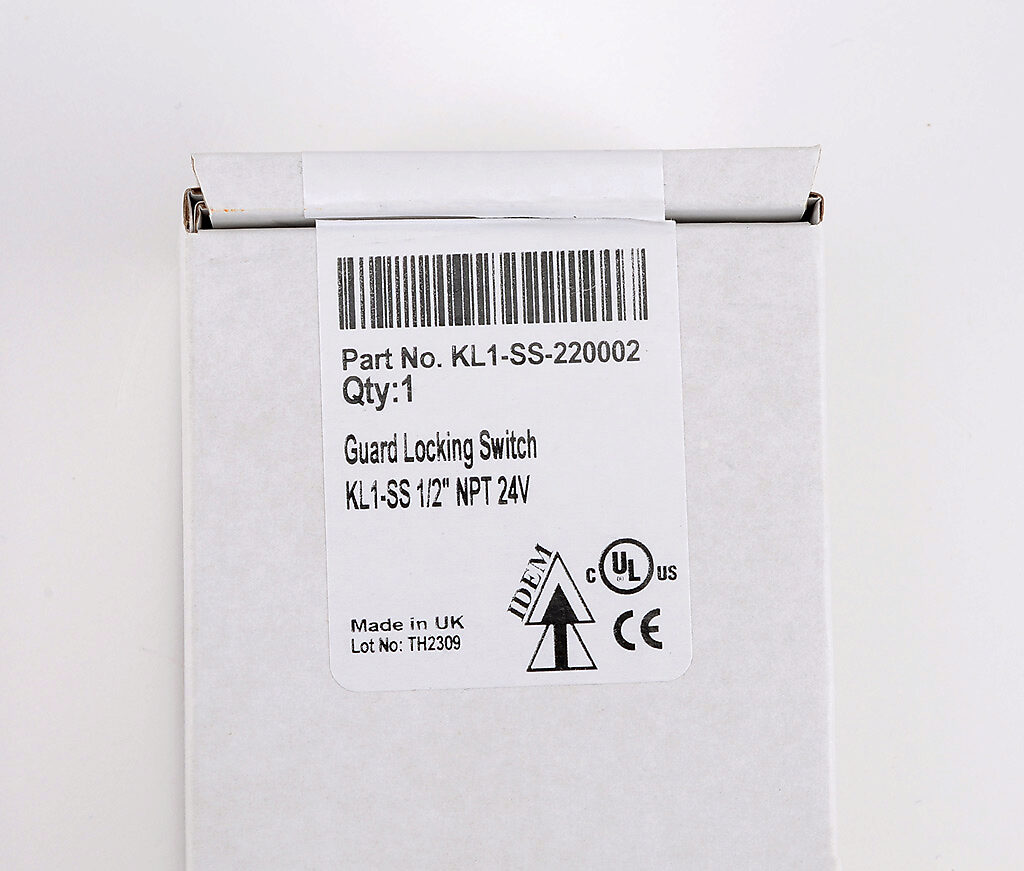 Part No. KL1-SS-220002
Qty:1
Guard Locking Switch
KL1-SS 1/2" NPT 24V
IDEM
C UL US
CE
Made in UK
Lot No: TH2309